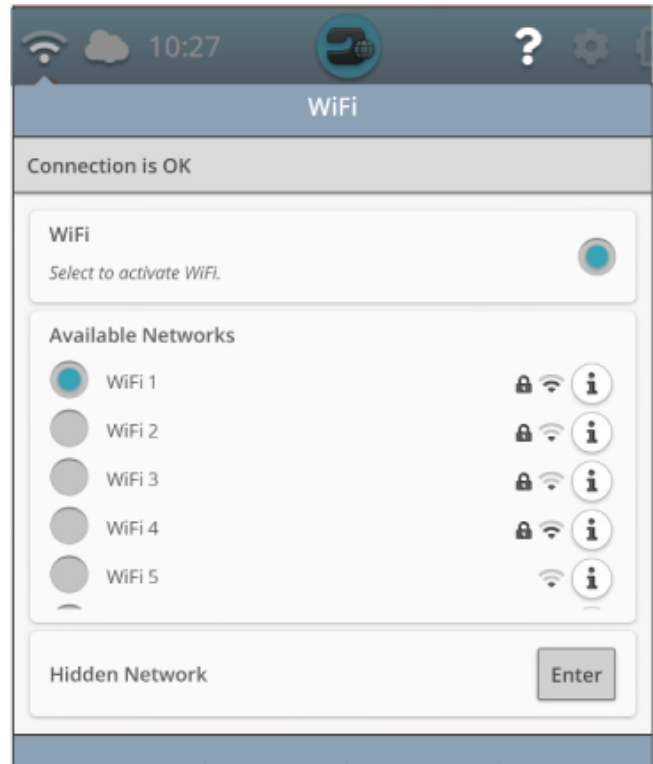 10:27
?
WiFi
Connection is OK
WiFi
Select to activate WiFi.
Available Networks
WiFi 1
WiFi 2
WiFi 3
WiFi 4
WiFi 5
Hidden Network
Enter